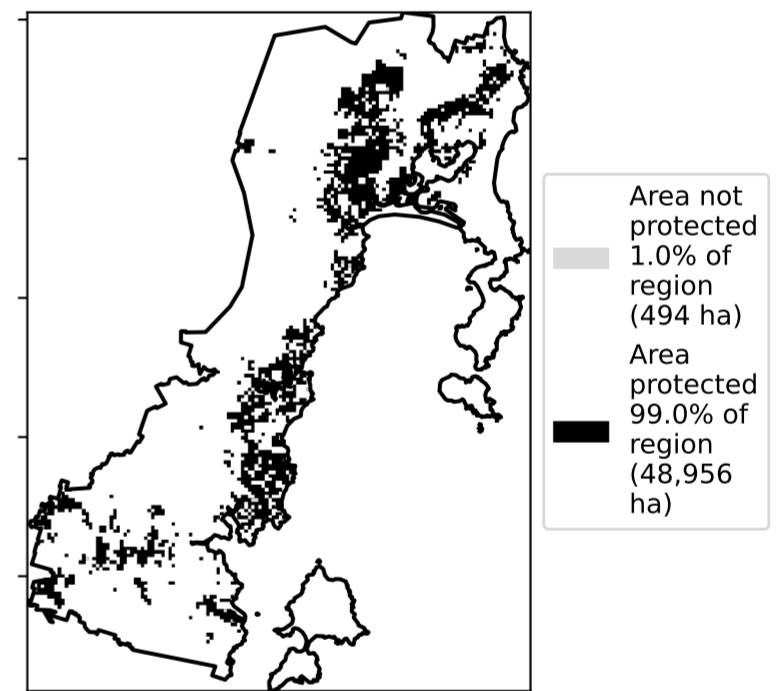 Area not
protected
1.0% of
region
(494 ha)
Area
protected
99.0% of
region
(48,956
ha)